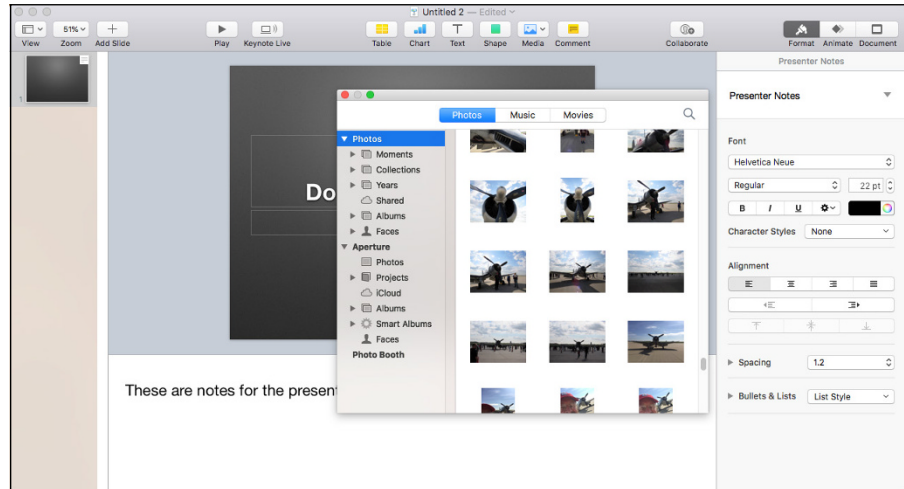 Untitled 2 — Edited
51%
View Zoom Add Slide Play Keynote Live Table Chart Text Shape Media Comment Collaborate Format Animate Document
1
Do
Photos Music Movies
Photos
Moments
Collections
Years
Shared
Albums
Faces
Aperture
Photos
Projects
iCloud
Albums
Smart Albums
Faces
Photo Booth
These are notes for the presen
Presenter Notes
Presenter Notes
Font
Helvetica Neue
Regular 22 pt
B I U
Character Styles None
Alignment
Spacing 1.2
Bullets & Lists List Style